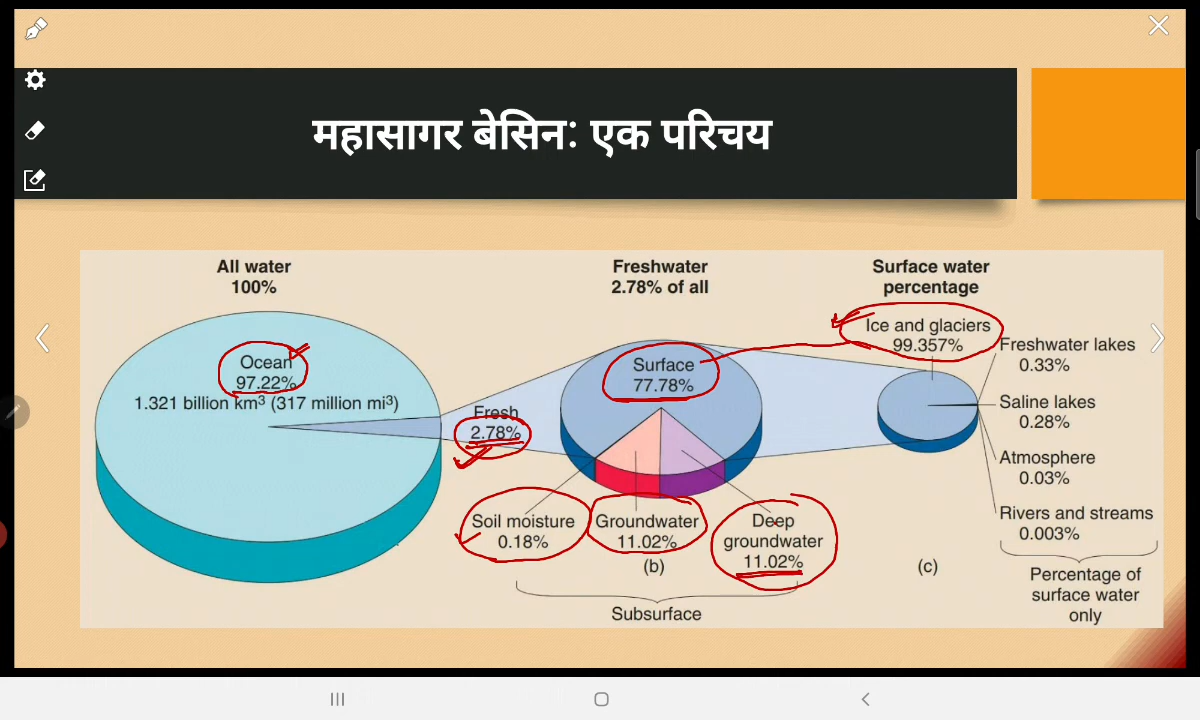 महासागर बेसिन: एक परिचय
All water
100%
Ocean
97.22%
1.321 billion km³ (317 million mi³)
Fresh
2.78%
Freshwater
2.78% of all
Surface
77.78%
Soil moisture
0.18%
Groundwater
11.02%
Deep
groundwater
11.02%
(b)
Subsurface
Surface water
percentage
Ice and glaciers
99.357%
Freshwater lakes
0.33%
Saline lakes
0.28%
Atmosphere
0.03%
Rivers and streams
0.003%
(c)
Percentage of
surface water
only